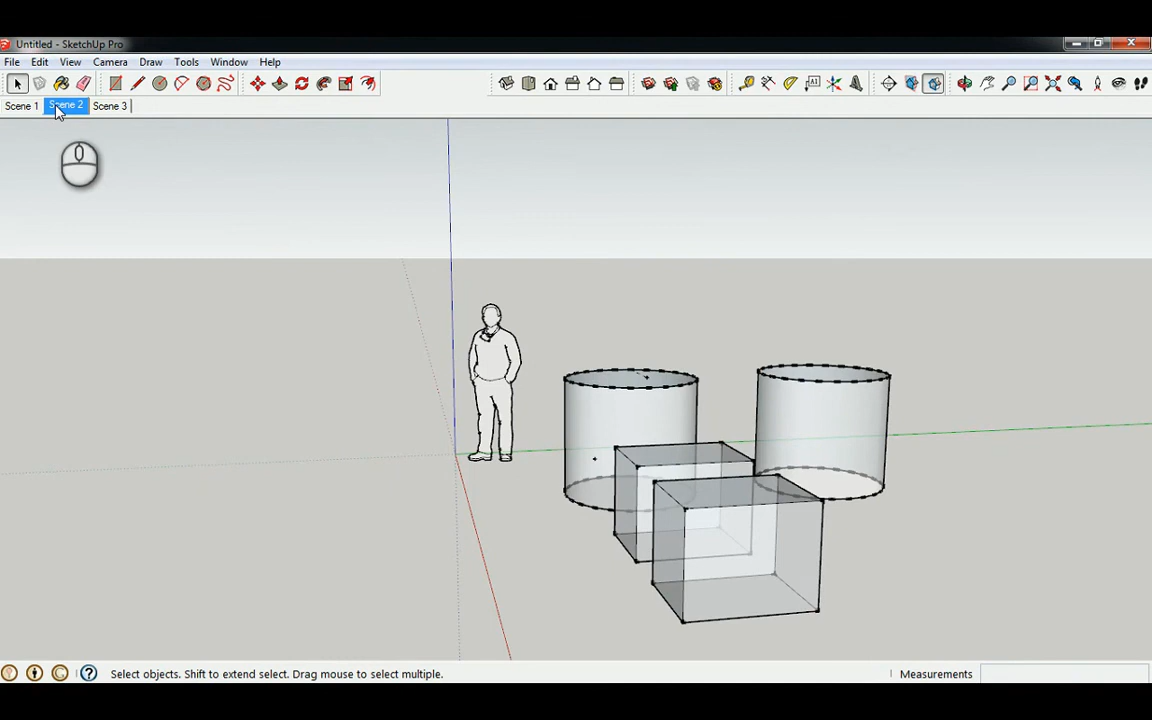 Untitled - SketchUp Pro
File Edit View Camera Draw Tools Window Help
Scene 1 Scene 2 Scene 3
Select objects. Shift to extend select. Drag mouse to select multiple. Measurements